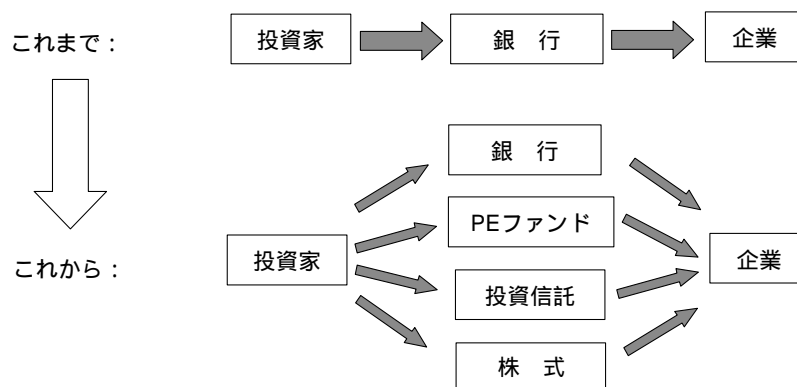 これまで：
投資家
銀　行
企業
銀　行
PEファンド
これから：
投資家
企業
投資信託
株　式